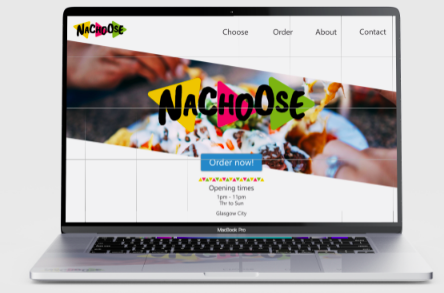 NACHOOSE
Choose Order About Contact
NACHOOSE
Order now!
Opening times
1pm - 11pm
Thr to Sun
Glasgow City
MacBook Pro